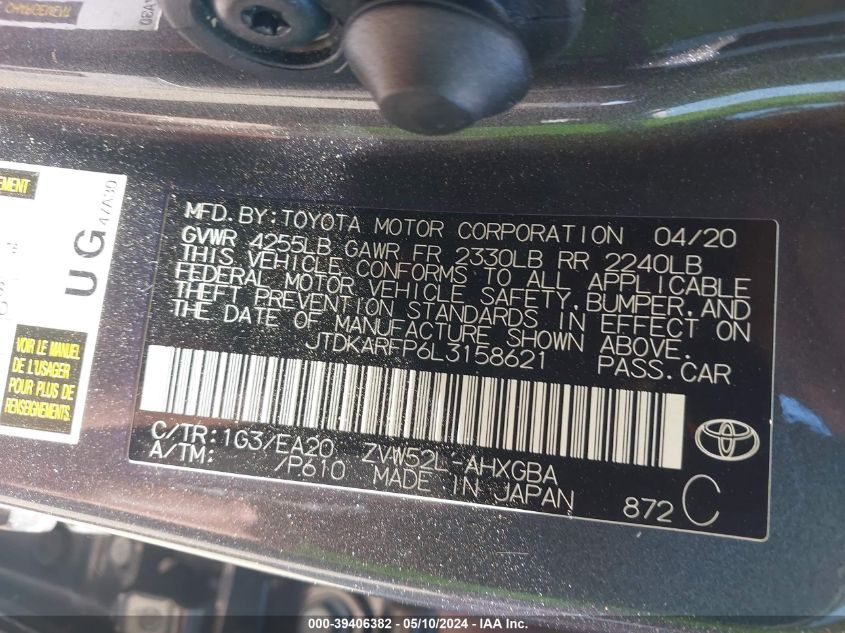 EMENT
UG
47A30
VOIR LE MANUEL
DE L'USAGER
POUR PLUS DE
RENSEIGNEMENTS.
MFD. BY: TOYOTA MOTOR CORPORATION 04/20
GVWR 4255LB GAWR FR 2330LB RR 2240LB
THIS VEHICLE CONFORMS TO ALL APPLICABLE
FEDERAL MOTOR VEHICLE SAFETY, BUMPER, AND
THEFT PREVENTION STANDARDS IN EFFECT ON
THE DATE OF MANUFACTURE SHOWN ABOVE.
JTDKARFP6L3158621 PASS.CAR
C/TR: 1G3/EA20 ZVW52L-AHXGBA
A/TM: /P610 MADE IN JAPAN
872 C
000-39406382 - 05/10/2024 - IAA, Inc.